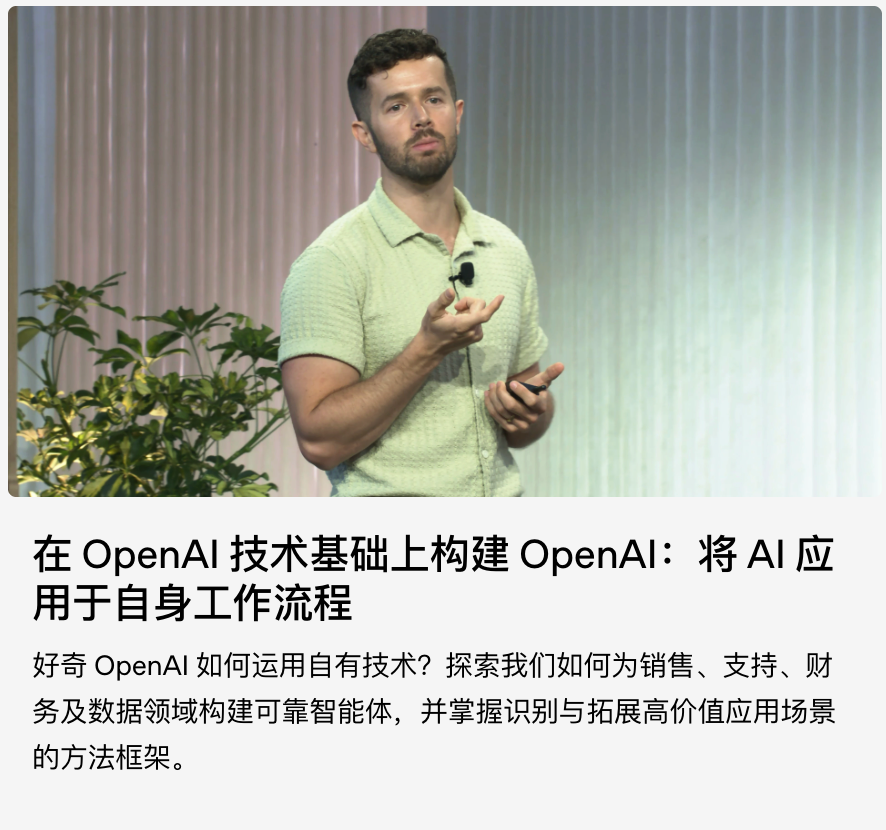 在 OpenAI 技术基础上构建 OpenAI：将 AI 应
用于自身工作流程
好奇 OpenAI 如何运用自有技术？探索我们如何为销售、支持、财
务及数据领域构建可靠智能体，并掌握识别与拓展高价值应用场景
的方法框架。